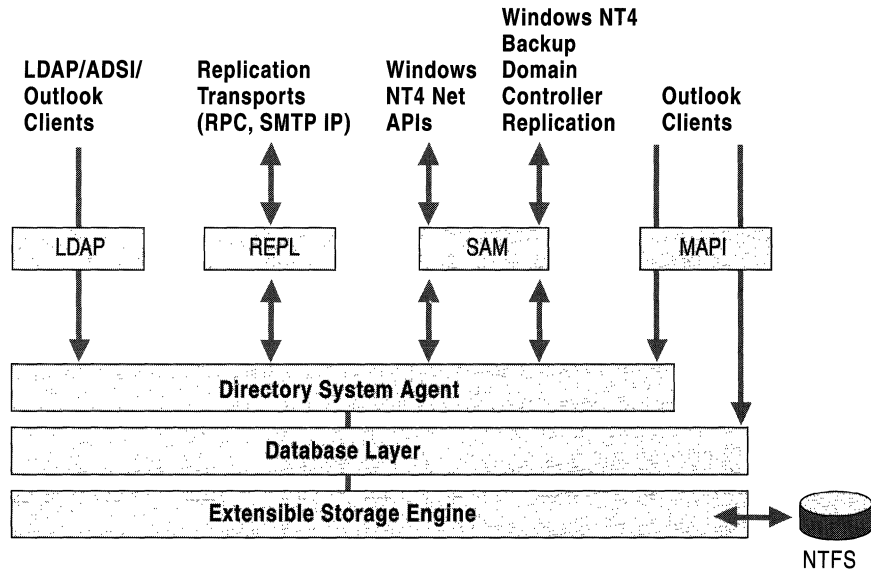 LDAP/ADSI/
Outlook
Clients
Replication
Transports
(RPC, SMTP IP)
Windows
NT4 Net
APIs
Windows NT4
Backup
Domain
Controller
Replication
Outlook
Clients
LDAP
REPL
SAM
MAPI
Directory System Agent
Database Layer
Extensible Storage Engine
NTFS